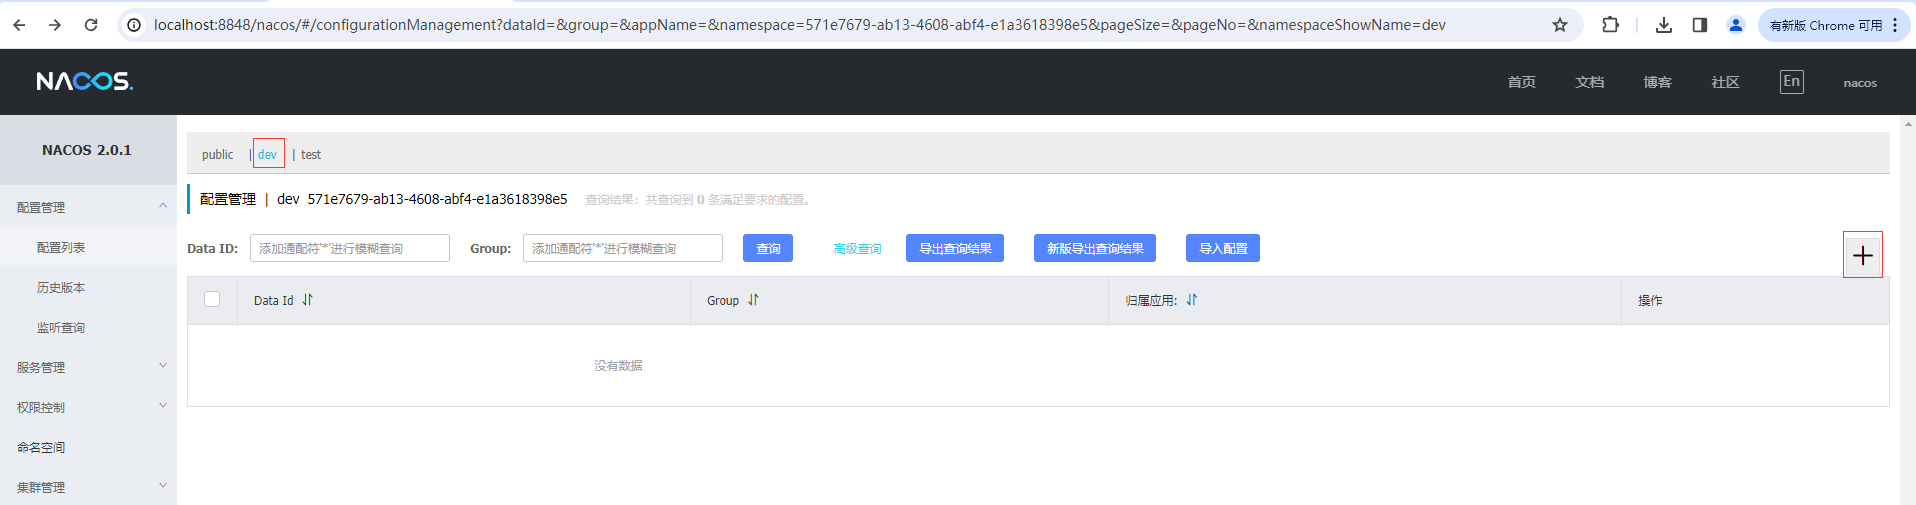 localhost:8848/nacos/#/configurationManagement?dataId=&group=&appName=&namespace=571e7679-ab13-4608-abf4-e1a3618398e5&pageSize=&pageNo=&namespaceShowName=dev
有新版 Chrome 可用
NACOS.
首页 文档 博客 社区 En nacos
NACOS 2.0.1
public | dev | test
配置管理 | dev 571e7679-ab13-4608-abf4-e1a3618398e5 查询结果：共查询到 0 条满足要求的配置。
Data ID: 添加通配符'*'进行模糊查询 Group: 添加通配符'*'进行模糊查询 查询 高级查询 导出查询结果 新版导出查询结果 导入配置
Data Id Group 归属应用: 操作
没有数据
配置管理
配置列表
历史版本
监听查询
服务管理
权限控制
命名空间
集群管理